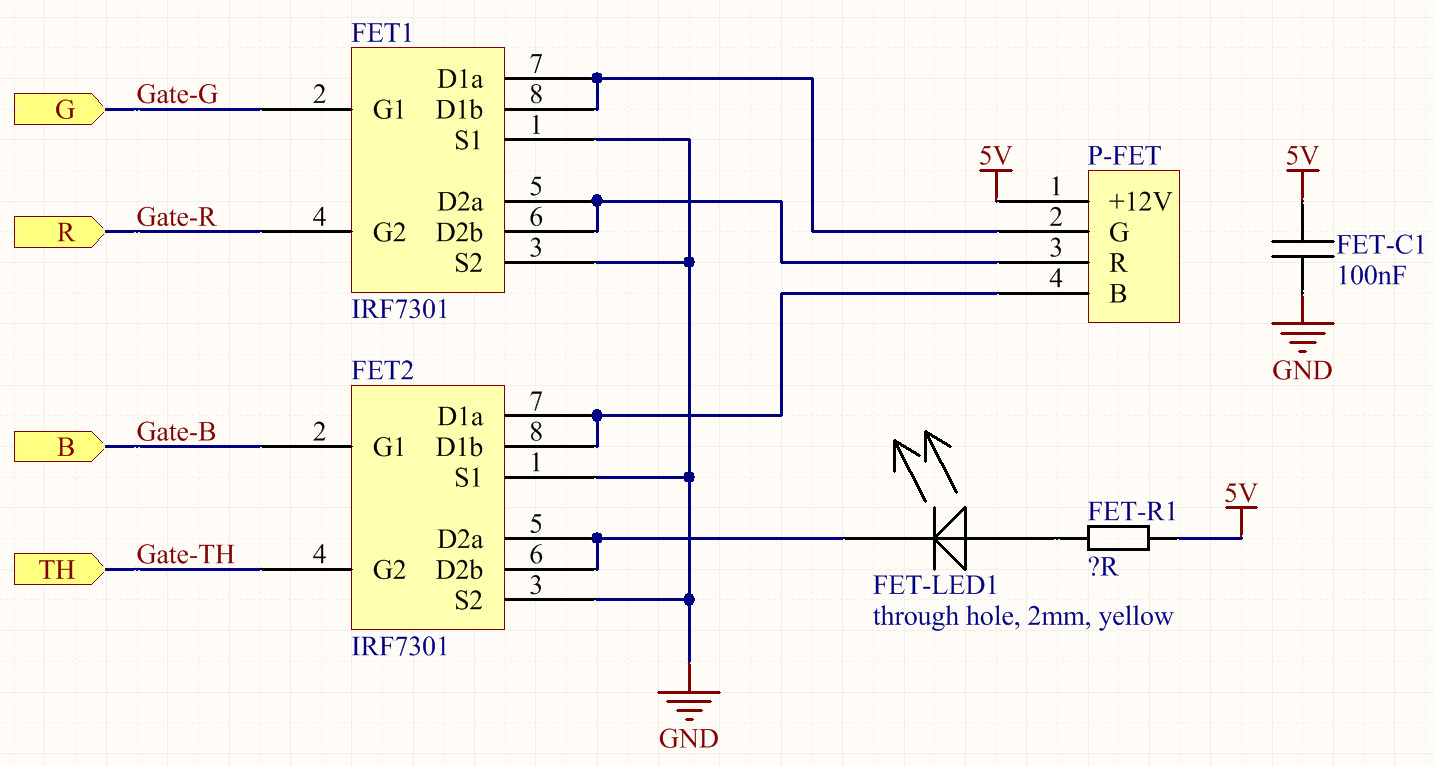 FET1
G
Gate-G
2
G1
D1a
7
D1b
8
S1
1
R
Gate-R
4
G2
D2a
5
D2b
6
S2
3
IRF7301
5V
P-FET
1
+12V
2
G
3
R
4
B
5V
FET-C1
100nF
GND
FET2
B
Gate-B
2
G1
D1a
7
D1b
8
S1
1
TH
Gate-TH
4
G2
D2a
5
D2b
6
S2
3
IRF7301
FET-LED1
through hole, 2mm, yellow
FET-R1
?R
5V
GND